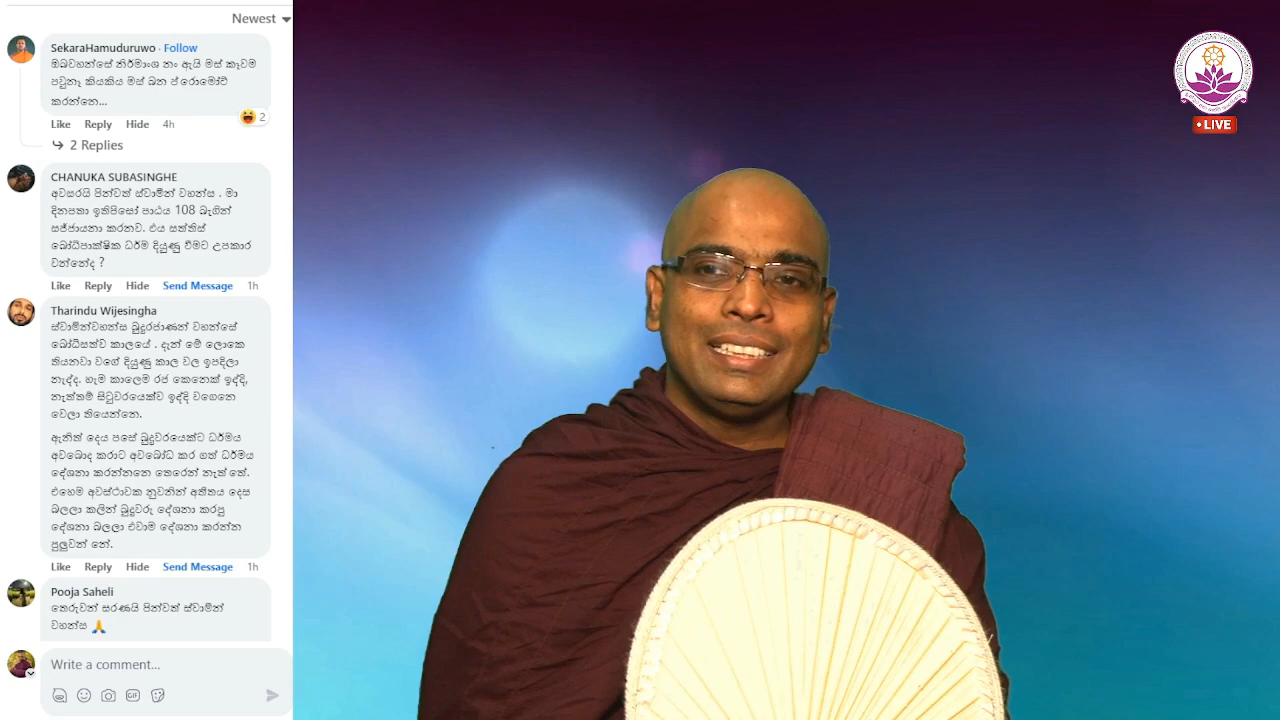 Newest
SekaraHamuduruwo · Follow
ඔබවහන්සේ නිර්මාංශ නං ඇයි මස් කෑවම
පවුනෑ කියකිය මස් ඛන ප්රොමෝට්
කරන්නෙ...
2
Like Reply Hide 4h
2 Replies
CHANUKA SUBASINGHE
අවසරයි පින්වත් ස්වාමීන් වහන්ස . මා
දිනපතා ඉතිපිසෝ පාඨය 108 බැගින්
සජ්ඣායනා කරනව. එය සත්තිස්
බෝධිපාක්ෂික ධර්ම දියුණු වීමට උපකාර
වන්නේද ?
Like Reply Hide Send Message 1h
Tharindu Wijesingha
ස්වාමීන්වහන්ස බුදුරජාණන් වහන්සේ
බෝධිසත්ව කාලයේ . දැන් මේ ලොකෙ
තියනවා වගේ දියුණු කාල වල ඉපදිලා
නැද්ද. හැම කාලෙම රජ කෙනෙක් ඉද්දි,
නැත්තම් සිටුවරයෙක්ව ඉද්දි වගෙනෙ
වෙලා තියෙන්නෙ.
ඇනිත් දෙය පසේ බුදුවරයෙක්ට ධර්මය
අවබොද කරාට අවබෝධ කර ගත් ධර්මය
දේශනා කරන්නනෙ තෙරෙන් නැත් තේ.
එහෙම අවස්ථාවක නුවනින් අතීතය දෙස
බලලා කලින් බුදුවරු දේශනා කරපු
දේශනා බලලා එවාම දේශනා කරන්න
පුලුවන් නේ.
Like Reply Hide Send Message 1h
Pooja Saheli
තෙරුවන් සරණයි පින්වත් ස්වාමින්
වහන්ස 🙏
Write a comment...
GIF
LIVE